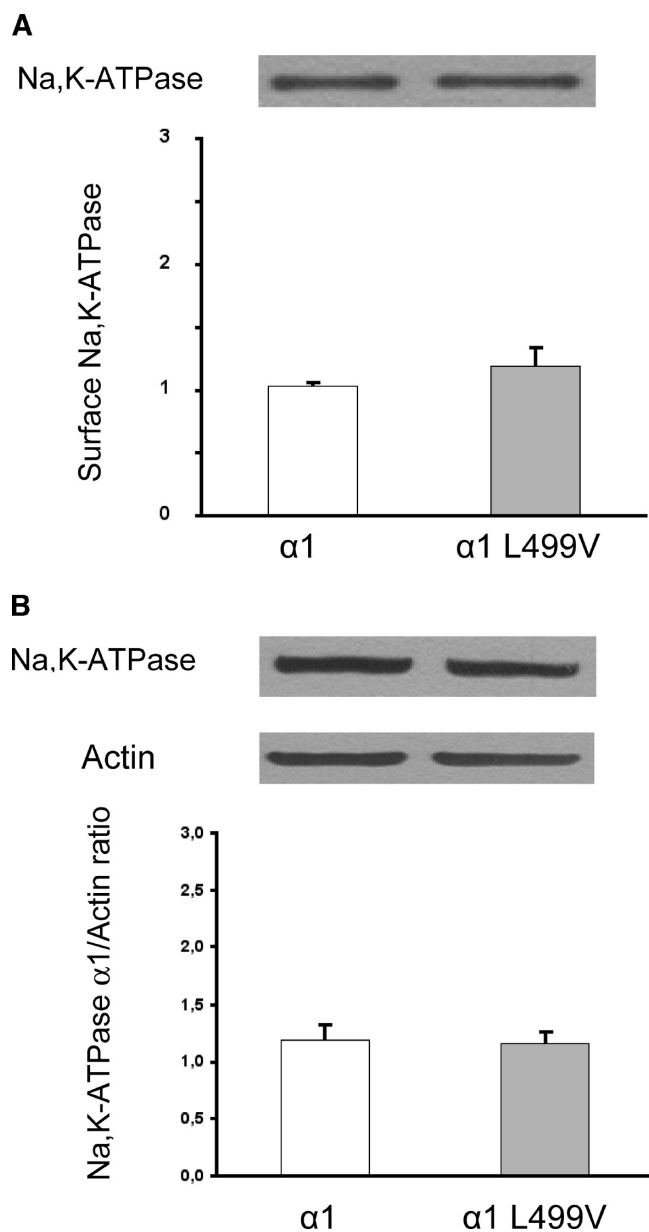 A
Na,K-ATPase
3
2
1
0
Surface Na,K-ATPase
α1
α1 L499V
B
Na,K-ATPase
Actin
3,0
2,5
2,0
1,5
1,0
0,5
0,0
Na,K-ATPase α1/Actin ratio
α1
α1 L499V